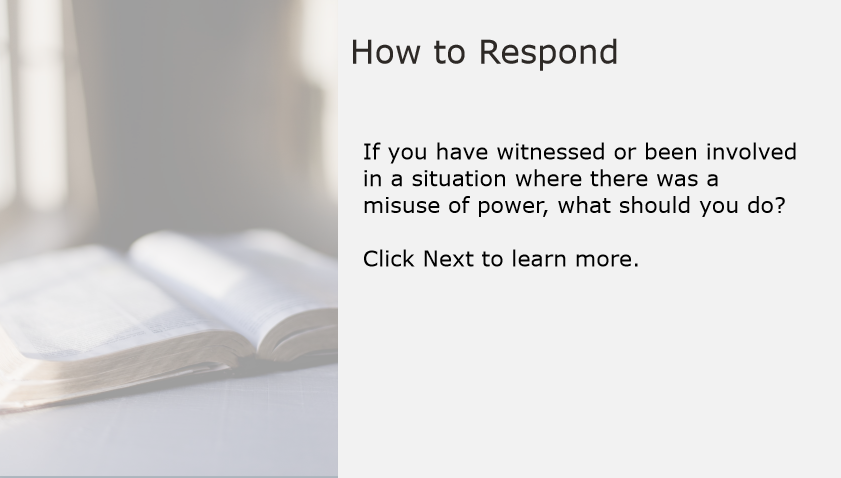 How to Respond
If you have witnessed or been involved
in a situation where there was a
misuse of power, what should you do?
Click Next to learn more.